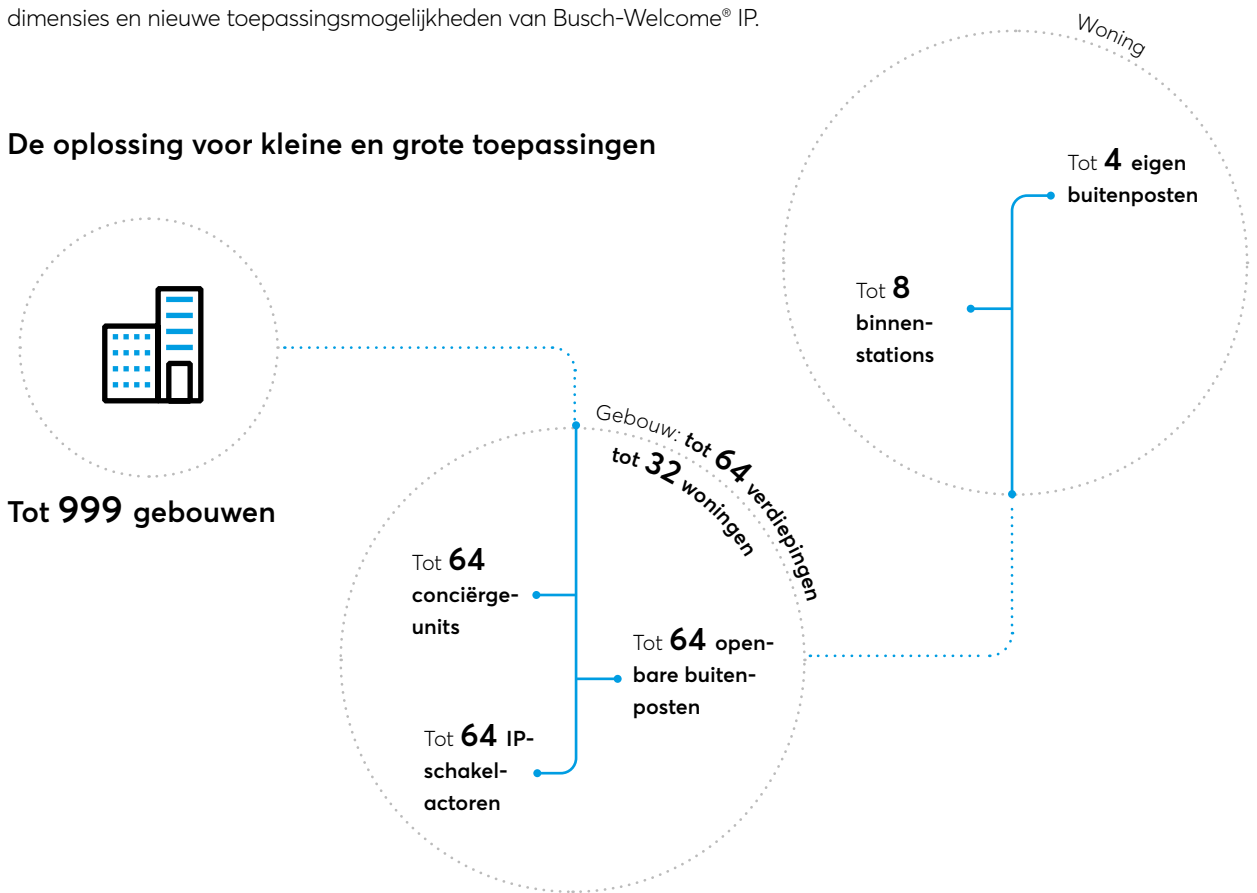 dimensies en nieuwe toepassingsmogelijkheden van Busch-Welcome® IP.
De oplossing voor kleine en grote toepassingen
Tot 999 gebouwen
Gebouw: tot 64 verdiepingen
tot 32 woningen
Tot 64
conciërge-
units
Tot 64 open-
bare buiten-
posten
Tot 64 IP-
schakel-
actoren
Woning
Tot 4 eigen
buitenposten
Tot 8
binnen-
stations